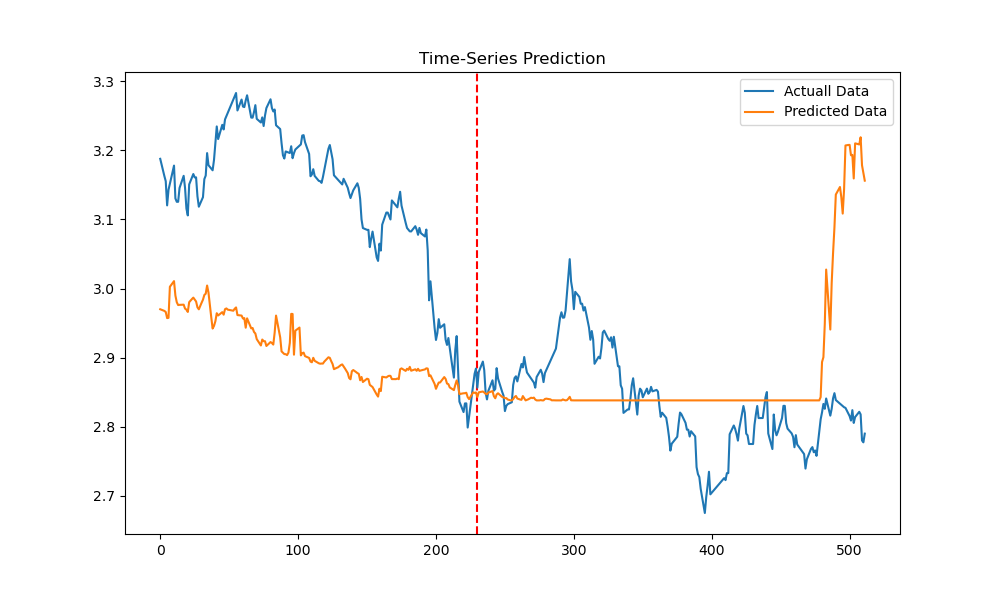 Time-Series Prediction
Actuall Data
Predicted Data
3.3
3.2
3.1
3.0
2.9
2.8
2.7
0 100 200 300 400 500